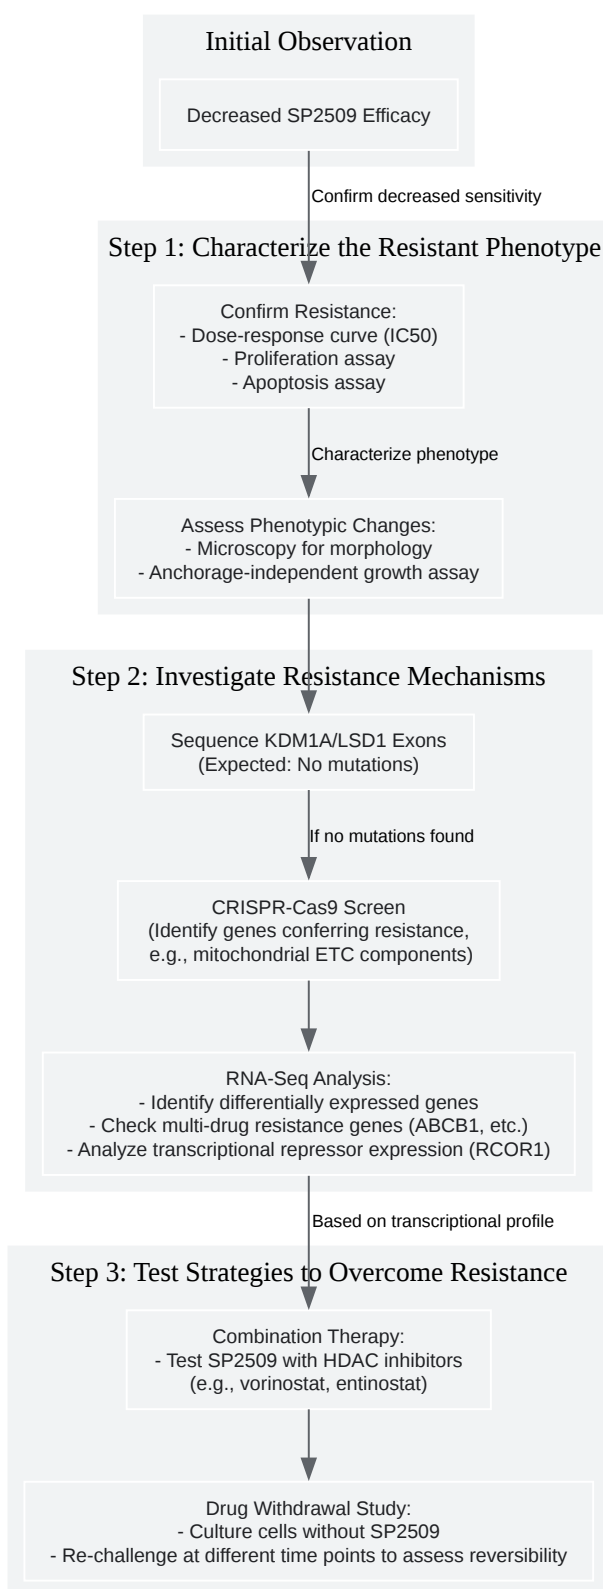 Initial Observation
Decreased SP2509 Efficacy
Confirm decreased sensitivity
Step 1: Characterize the Resistant Phenotype
Confirm Resistance:
- Dose-response curve (IC50)
- Proliferation assay
- Apoptosis assay
Characterize phenotype
Assess Phenotypic Changes:
- Microscopy for morphology
- Anchorage-independent growth assay
Step 2: Investigate Resistance Mechanisms
Sequence KDM1A/LSD1 Exons
(Expected: No mutations)
If no mutations found
CRISPR-Cas9 Screen
(Identify genes conferring resistance,
e.g., mitochondrial ETC components)
RNA-Seq Analysis:
- Identify differentially expressed genes
- Check multi-drug resistance genes (ABCB1, etc.)
- Analyze transcriptional repressor expression (RCOR1)
Based on transcriptional profile
Step 3: Test Strategies to Overcome Resistance
Combination Therapy:
- Test SP2509 with HDAC inhibitors
(e.g., vorinostat, entinostat)
Drug Withdrawal Study:
- Culture cells without SP2509
- Re-challenge at different time points to assess reversibility